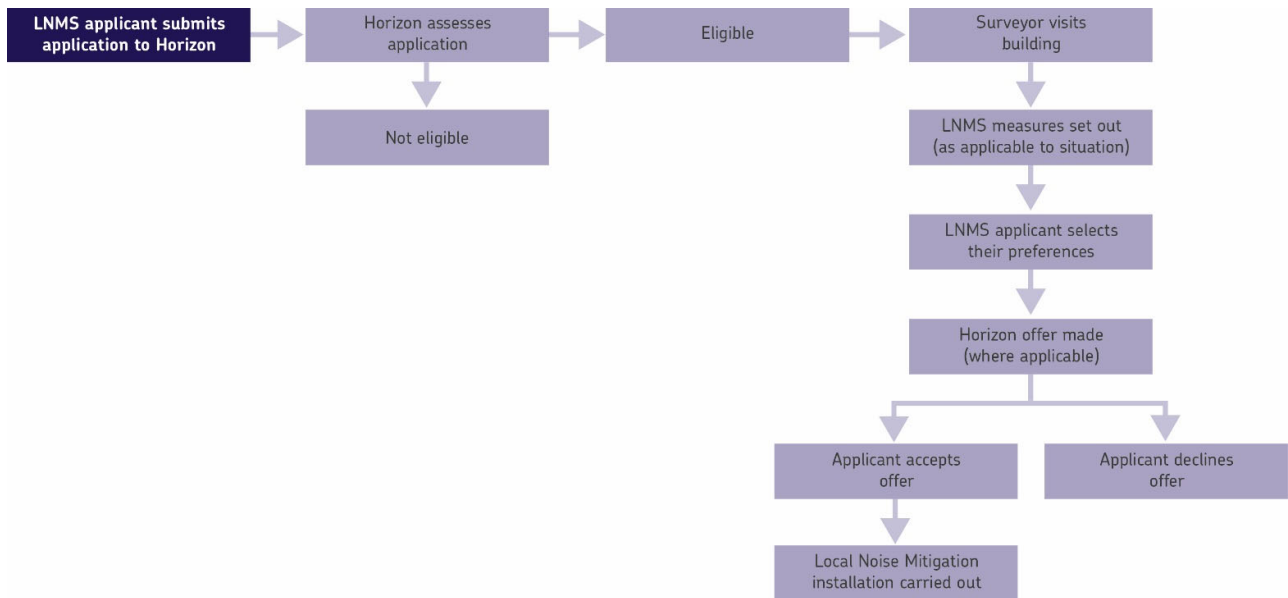 LNMS applicant submits
application to Horizon
Horizon assesses
application
Eligible
Surveyor visits
building
Not eligible
LNMS measures set out
(as applicable to situation)
LNMS applicant selects
their preferences
Horizon offer made
(where applicable)
Applicant accepts
offer
Applicant declines
offer
Local Noise Mitigation
installation carried out